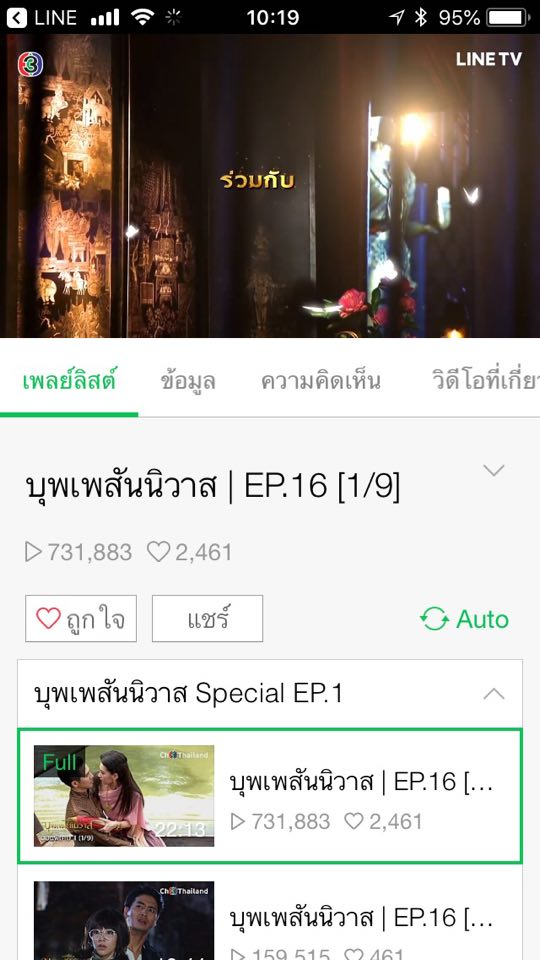 LINE
10:19
95%
3
LINE TV
ร่วมกับ
เพลย์ลิสต์
ข้อมูล
ความคิดเห็น
วิดีโอที่เกี่ย
บุพเพสันนิวาส | EP.16 [1/9]
731,883
2,461
ถูกใจ
แชร์
Auto
บุพเพสันนิวาส Special EP.1
Full
Ch3Thailand
22:13
บุพเพสันนิวาส | EP.16 [...
731,883
2,461
Ch3Thailand
บุพเพสันนิวาส | EP.16 [...
159,515
461